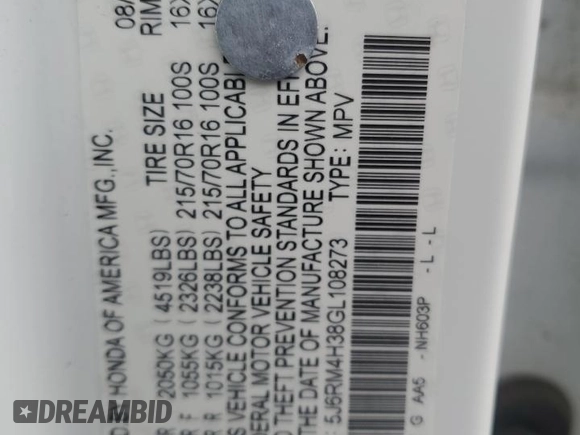 HONDA OF AMERICA MFG.,INC. 08/
TIRE SIZE RIM
2050KG ( 4519LBS)
F 1055KG ( 2326LBS) 215/70R16 100S 16X
R 1015KG ( 2238LBS) 215/70R16 100S 16X
VEHICLE CONFORMS TO ALL APPLICABLE
MOTOR VEHICLE SAFETY
THEFT PREVENTION STANDARDS IN EF
THE DATE OF MANUFACTURE SHOWN ABOVE.
5J6RM4H38GL108273 TYPE: MPV
G AA5 -NH603P - L - L
RAMDBID